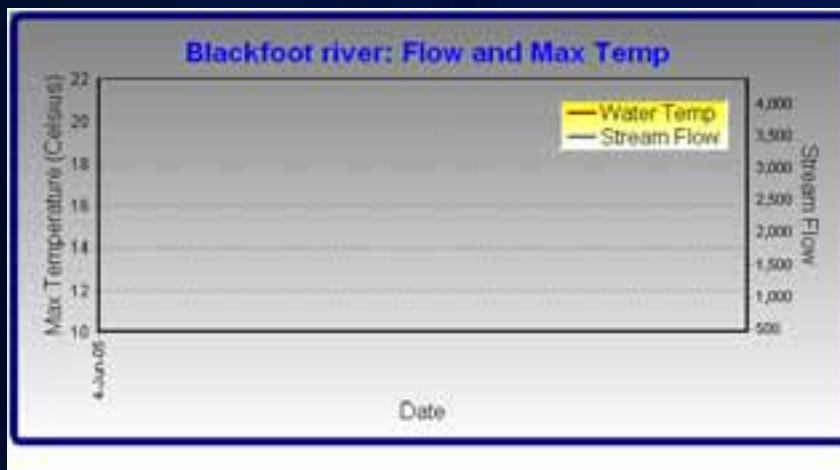 Blackfoot river: Flow and Max Temp
Max Temperature (Celsius)
22
20
18
16
14
12
10
Water Temp
Stream Flow
4,000
3,500
3,000
2,500
2,000
1,500
1,000
500
Stream Flow
4-Jun-05
Date